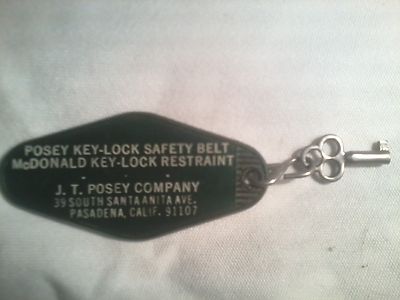 POSEY KEY-LOCK SAFETY BELT
McDONALD KEY-LOCK RESTRAINT
J. T. POSEY COMPANY
39 SOUTH SANTA ANITA AVE.
PASADENA, CALIF. 91107